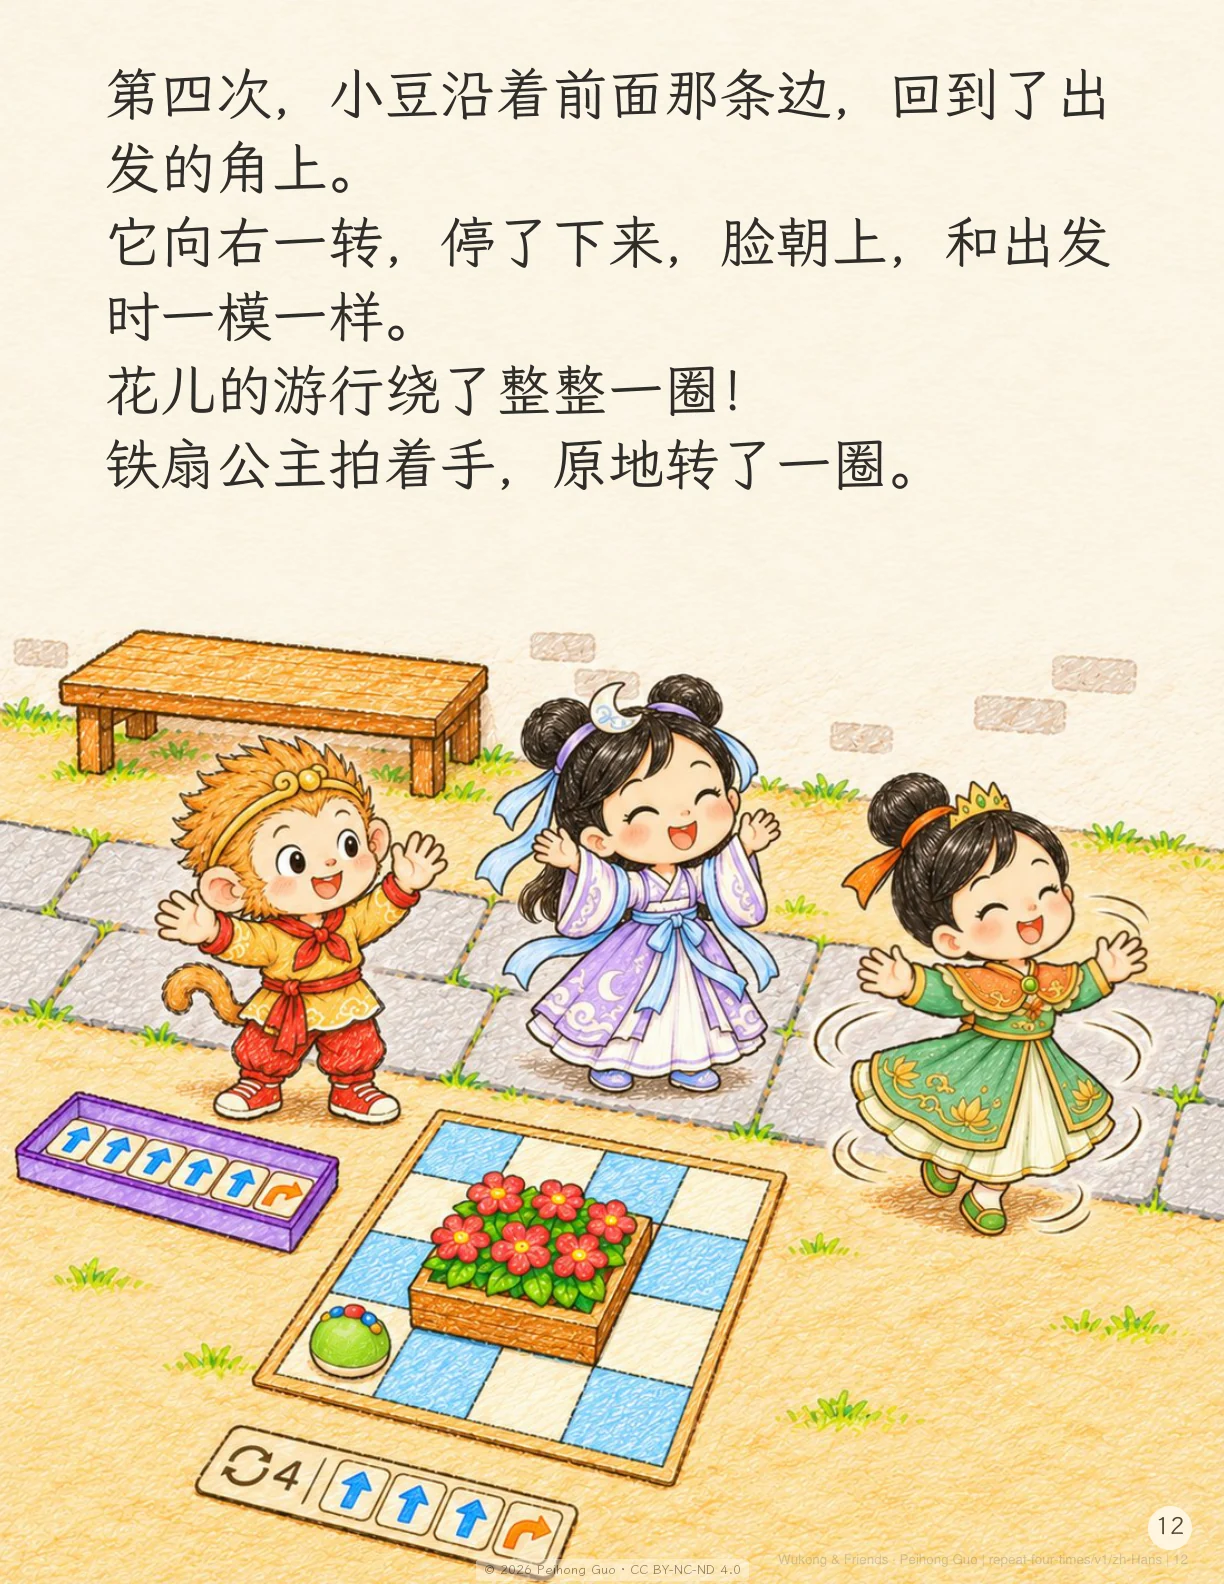 第四次，小豆沿着前面那条边，回到了出
发的角上。
它向右一转，停了下来，脸朝上，和出发
时一模一样。
花儿的游行绕了整整一圈！
铁扇公主拍着手，原地转了一圈。
4
12
Wukong & Friends · Peihong Guo | repeat-four-times/v1/zh-Hans | 12
© 2026 Peihong Guo · CC BY-NC-ND 4.0